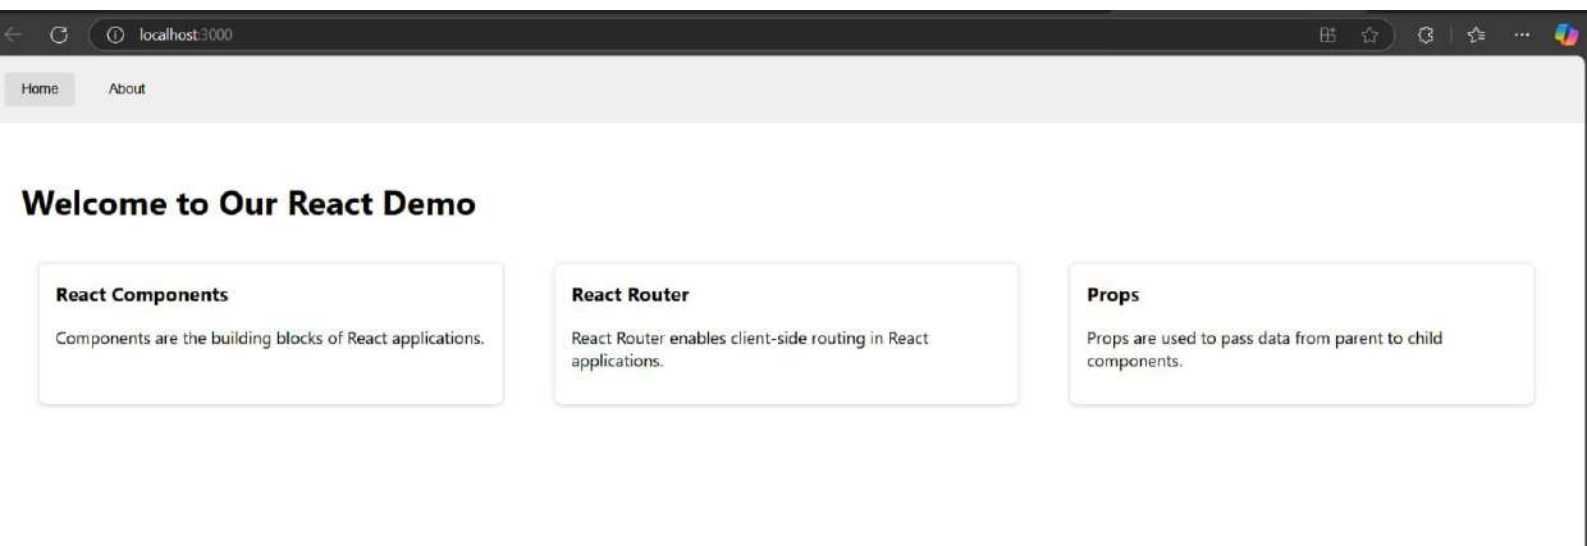 localhost:3000
Home
About
Welcome to Our React Demo
React Components
Components are the building blocks of React applications.
React Router
React Router enables client-side routing in React
applications.
Props
Props are used to pass data from parent to child
components.